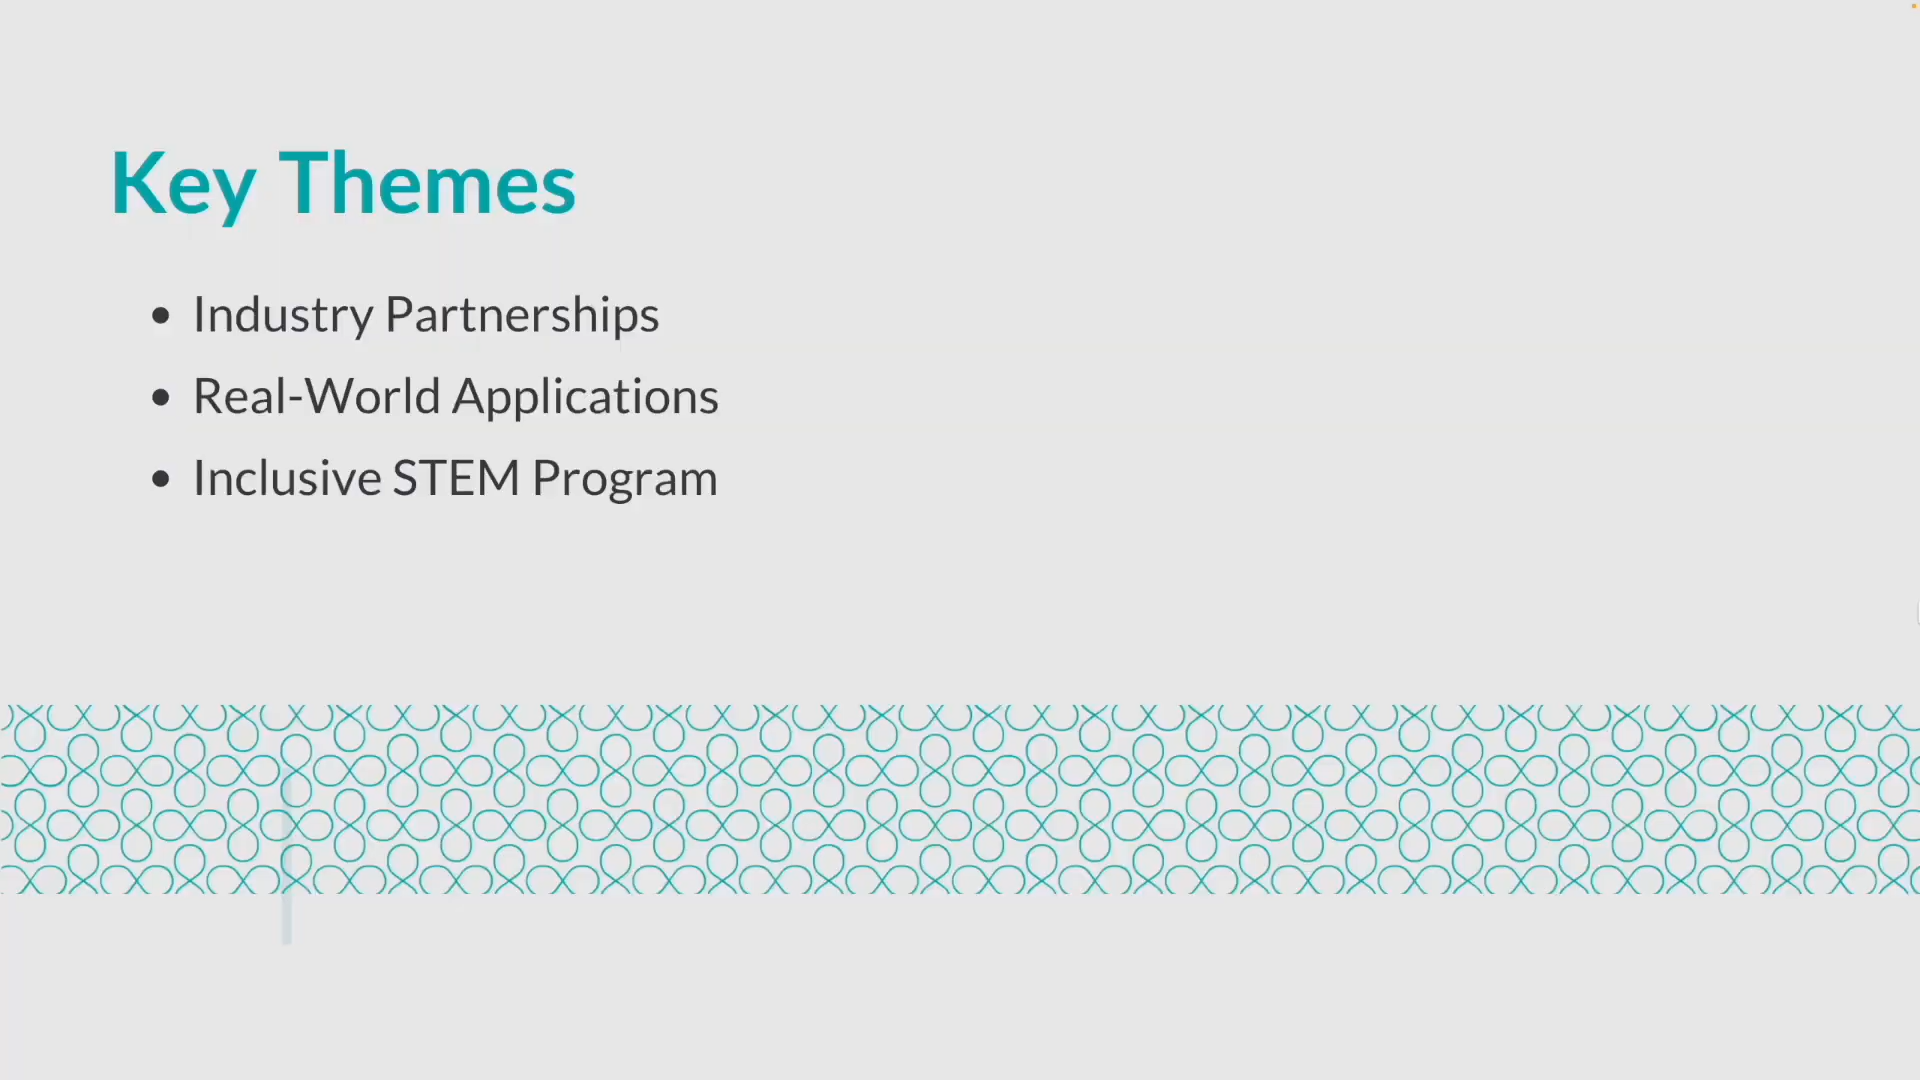 Key Themes
• Industry Partnerships
• Real-World Applications
• Inclusive STEM Program